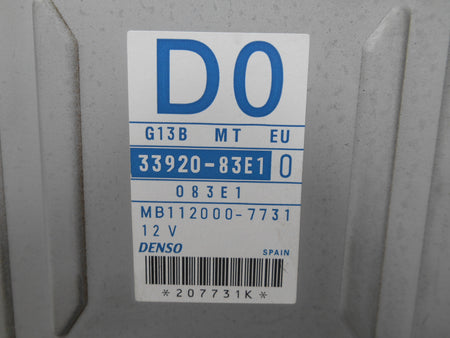 D0
G13B MT EU
33920-83E1 0
083E1
MB112000-7731
12V
DENSO SPAIN
*207731K*